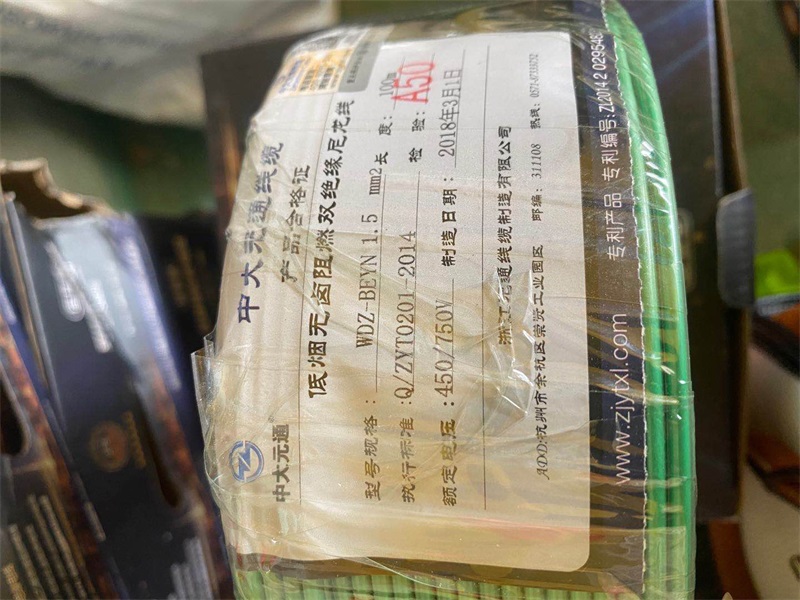 中大元通线缆
产品合格证
低烟无卤阻燃双绝缘尼龙线
中大元通
型号规格: WDZ-BEYN 1.5 mm2 长 度: 100m
执行标准: Q/ZYT0201-2014 检 验: A50
额定电压: 450/750V 制造日期: 2018年3月1日
浙江元通线缆制造有限公司
ADD:杭州市余杭区崇贤工业园区 邮编: 311108 热线:
www.zjytxl.com 专利产品 专利编号:ZL2014 2 029546